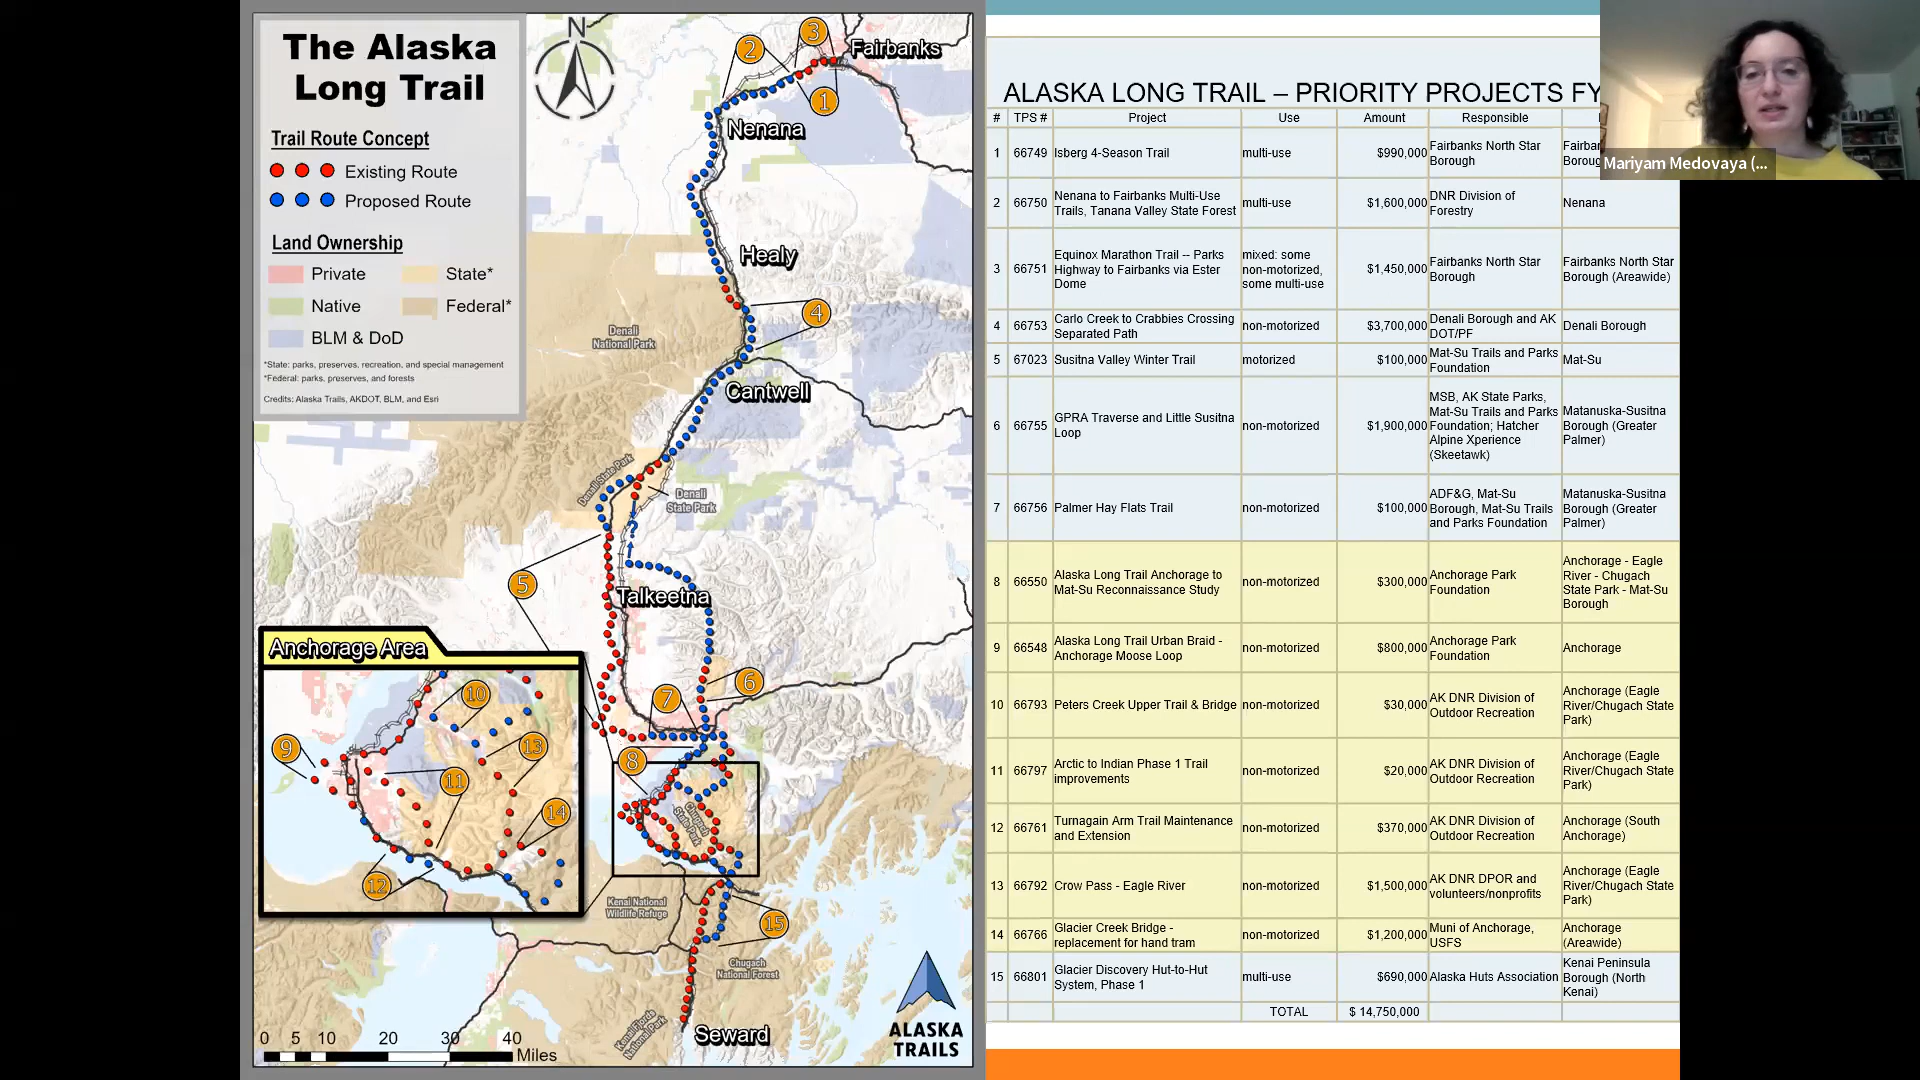 The Alaska
Long Trail
Trail Route Concept
Existing Route
Proposed Route
Land Ownership
Private
State*
Native
Federal*
BLM & DoD
*State: parks, preserves, recreation, and special management
*Federal: parks, preserves, and forests
Credits: Alaska Trails, AKDOT, BLM, and Esri
N
3
Fairbanks
2
1
Nenana
Healy
4
Denali
National Park
Cantwell
Denali State Park
Denali
State Park
?
5
Talkeetna
6
7
8
Chugach
State Park
Anchorage Area
10
9
13
11
14
12
Kenai National
Wildlife Refuge
15
Chugach
National Forest
Kenai Fjords
National Park
Seward
0 5 10 20 30 40
Miles
ALASKA
TRAILS
ALASKA LONG TRAIL – PRIORITY PROJECTS FY
# TPS # Project Use Amount Responsible
1 66749 Isberg 4-Season Trail multi-use $990,000 Fairbanks North Star
Borough
2 66750 Nenana to Fairbanks Multi-Use
Trails, Tanana Valley State Forest multi-use $1,600,000 DNR Division of
Forestry Nenana
3 66751 Equinox Marathon Trail -- Parks
Highway to Fairbanks via Ester
Dome mixed: some
non-motorized,
some multi-use $1,450,000 Fairbanks North Star
Borough Fairbanks North Star
Borough (Areawide)
4 66753 Carlo Creek to Crabbies Crossing
Separated Path non-motorized $3,700,000 Denali Borough and AK
DOT/PF Denali Borough
5 67023 Susitna Valley Winter Trail motorized $100,000 Mat-Su Trails and Parks
Foundation Mat-Su
6 66755 GPRA Traverse and Little Susitna
Loop non-motorized $1,900,000 MSB, AK State Parks,
Mat-Su Trails and Parks
Foundation; Hatcher
Alpine Xperience
(Skeetawk) Matanuska-Susitna
Borough (Greater
Palmer)
7 66756 Palmer Hay Flats Trail non-motorized $100,000 ADF&G, Mat-Su
Borough, Mat-Su Trails
and Parks Foundation Matanuska-Susitna
Borough (Greater
Palmer)
8 66550 Alaska Long Trail Anchorage to
Mat-Su Reconnaissance Study non-motorized $300,000 Anchorage Park
Foundation Anchorage - Eagle
River - Chugach
State Park - Mat-Su
Borough
9 66548 Alaska Long Trail Urban Braid -
Anchorage Moose Loop non-motorized $800,000 Anchorage Park
Foundation Anchorage
10 66793 Peters Creek Upper Trail & Bridge non-motorized $30,000 AK DNR Division of
Outdoor Recreation Anchorage (Eagle
River/Chugach State
Park)
11 66797 Arctic to Indian Phase 1 Trail
improvements non-motorized $20,000 AK DNR Division of
Outdoor Recreation Anchorage (Eagle
River/Chugach State
Park)
12 66761 Turnagain Arm Trail Maintenance
and Extension non-motorized $370,000 AK DNR Division of
Outdoor Recreation Anchorage (South
Anchorage)
13 66792 Crow Pass - Eagle River non-motorized $1,500,000 AK DNR DPOR and
volunteers/nonprofits Anchorage (Eagle
River/Chugach State
Park)
14 66766 Glacier Creek Bridge -
replacement for hand tram non-motorized $1,200,000 Muni of Anchorage,
USFS Anchorage
(Areawide)
15 66801 Glacier Discovery Hut-to-Hut
System, Phase 1 multi-use $690,000 Alaska Huts Association Kenai Peninsula
Borough (North
Kenai)
TOTAL $ 14,750,000
Mariyam Medovaya (...